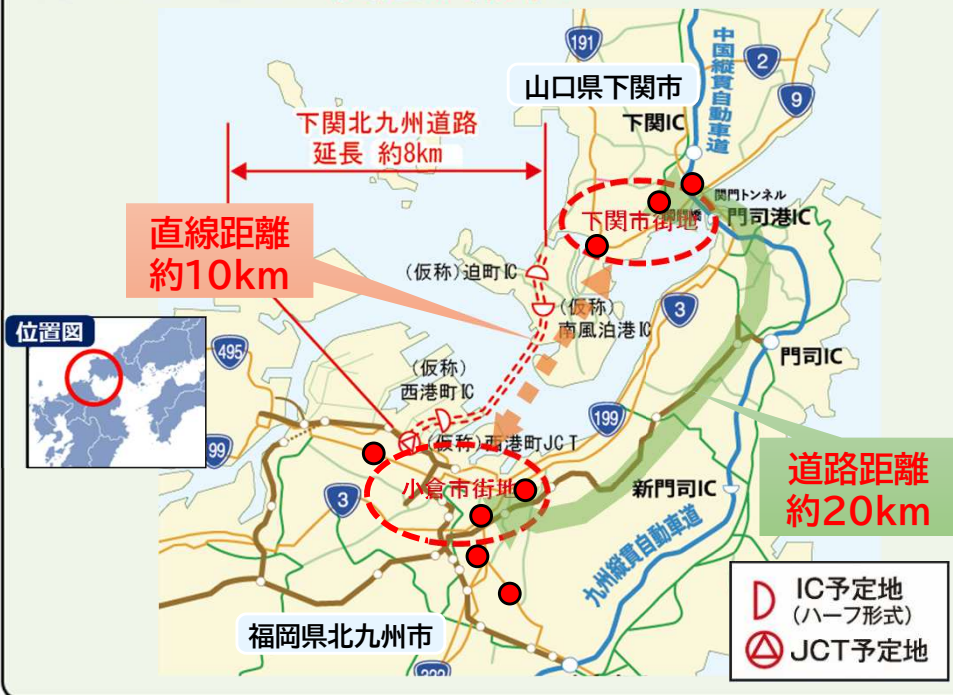 191
中国縦貫自動車道
2
9
山口県下関市
下関IC
下関北九州道路
延長 約8km
関門トンネル
門司港IC
下関市街地
直線距離
約10km
(仮称)迫町IC
(仮称)
南風泊港IC
3
位置図
495
門司IC
(仮称)
西港町IC
199
(仮称)西港町JCT
99
小倉市街地
3
新門司IC
道路距離
約20km
九州縦貫自動車道
福岡県北九州市
IC予定地
(ハーフ形式)
JCT予定地